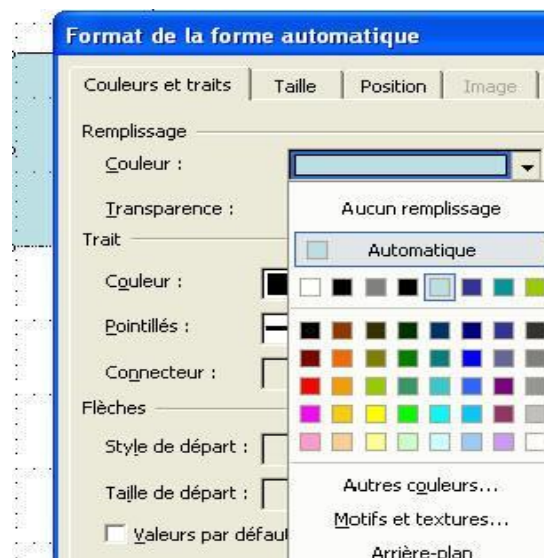 Format de la forme automatique
Couleurs et traits Taille Position Image
Remplissage
Couleur :
Transparence :
Aucun remplissage
Automatique
Trait
Couleur :
Pointillés :
Connecteur :
Flèches
Style de départ :
Taille de départ :
Valeurs par défau
Autres couleurs...
Motifs et textures...
Arrière-plan